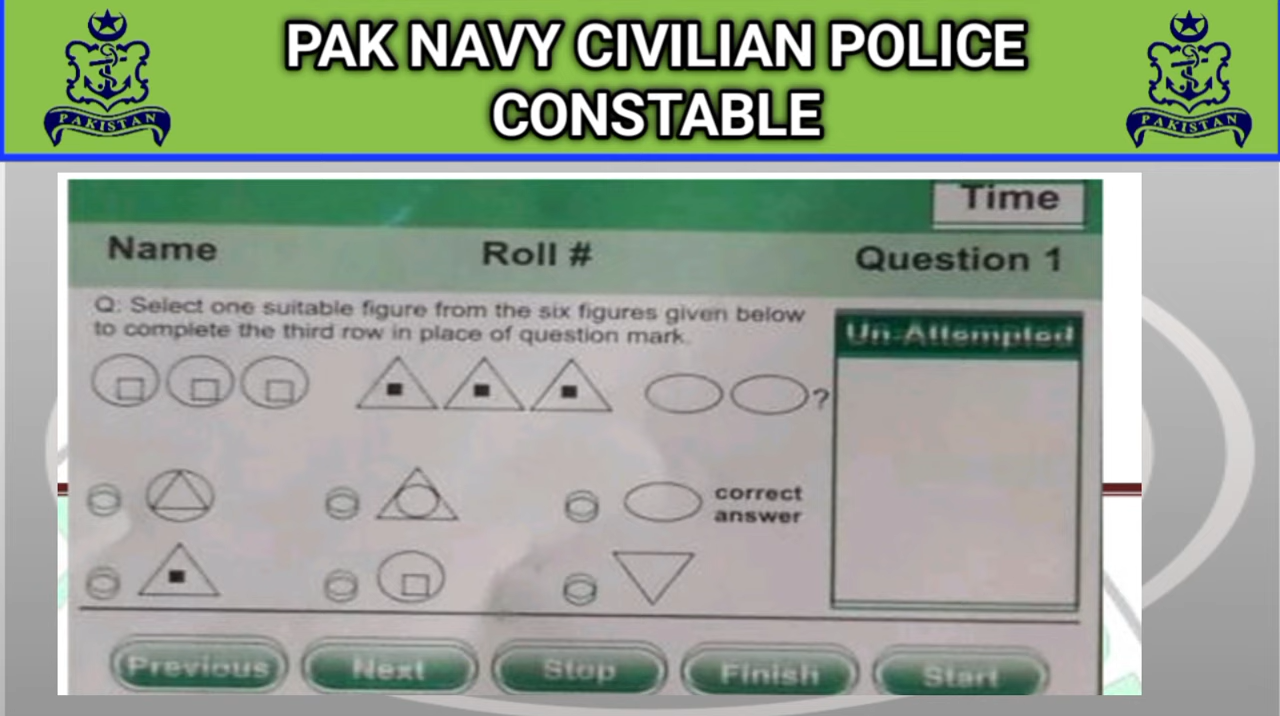 PAK NAVY CIVILIAN POLICE
CONSTABLE
PAKISTAN
PAKISTAN
Time
Name Roll # Question 1
Q: Select one suitable figure from the six figures given below
to complete the third row in place of question mark.
Un-Attempted
?
correct
answer
Previous Next Stop Finish Start